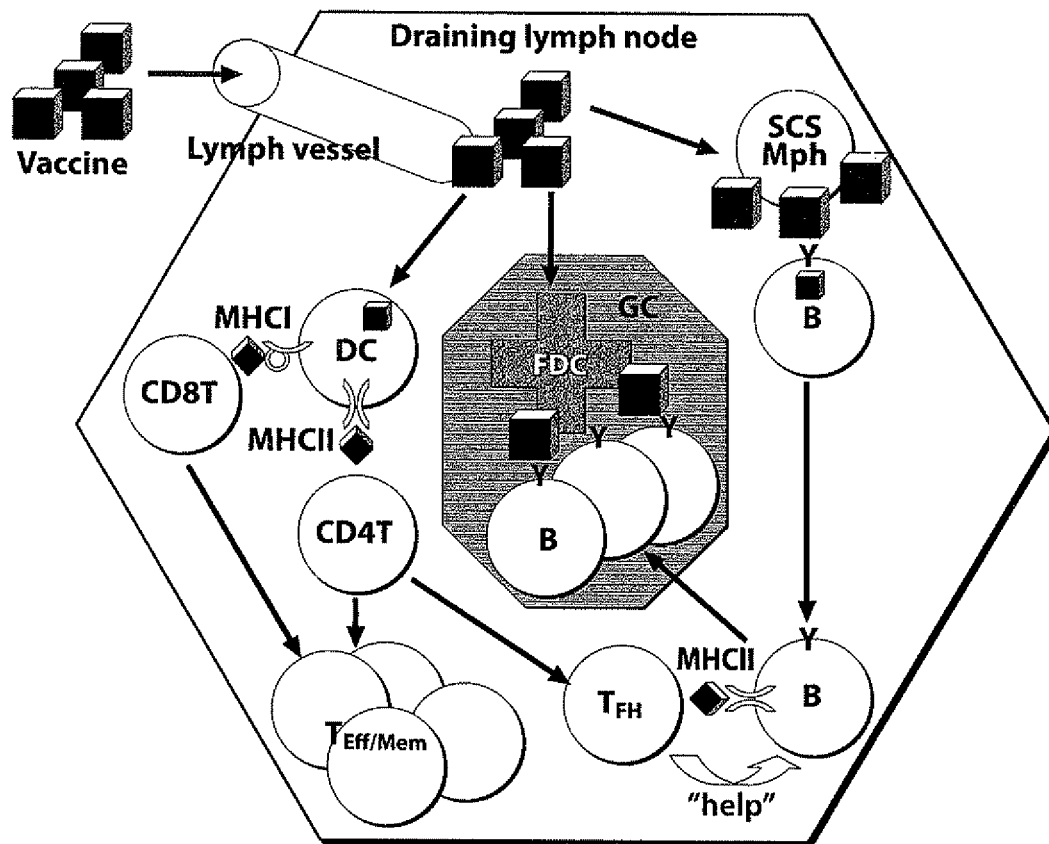 Draining lymph node
Vaccine
Lymph vessel
SCS
Mph
Y
B
MHCI
DC
CD8T
MHCII
CD4T
GC
FDC
Y
Y
Y
B
Y
B
MHCII
TFH
TEff/Mem
"help"